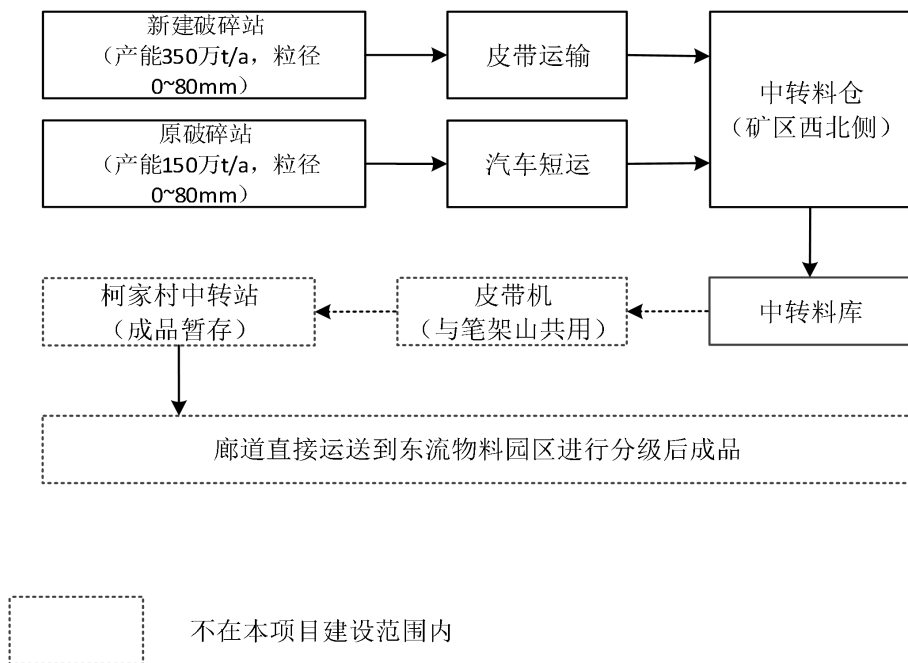 新建破碎站
（产能350万t/a，粒径
0~80mm）
皮带运输
中转料仓
（矿区西北侧）
原破碎站
（产能150万t/a，粒径
0~80mm）
汽车短运
柯家村中转站
（成品暂存）
皮带机
（与笔架山共用）
中转料库
廊道直接运送到东流物料园区进行分级后成品
不在本项目建设范围内